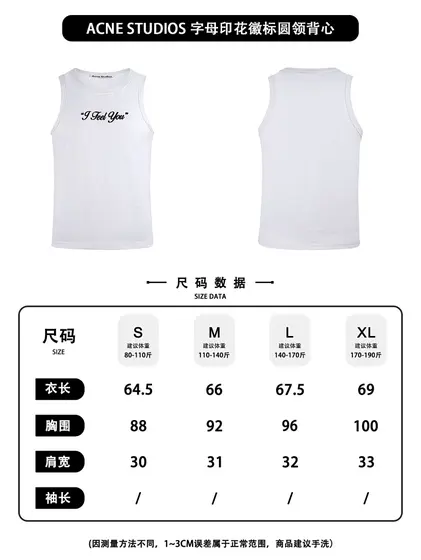 ACNE STUDIOS 字母印花徽标圆领背心
Acne Studios
"I Feel You"
尺码数据
SIZE DATA
尺码 S M L XL
SIZE 建议体重 建议体重 建议体重 建议体重
80-110斤 110-140斤 140-170斤 170-190斤
衣长 64.5 66 67.5 69
胸围 88 92 96 100
肩宽 30 31 32 33
袖长 / / / /
(因测量方法不同，1~3CM误差属于正常范围，商品建议手洗)